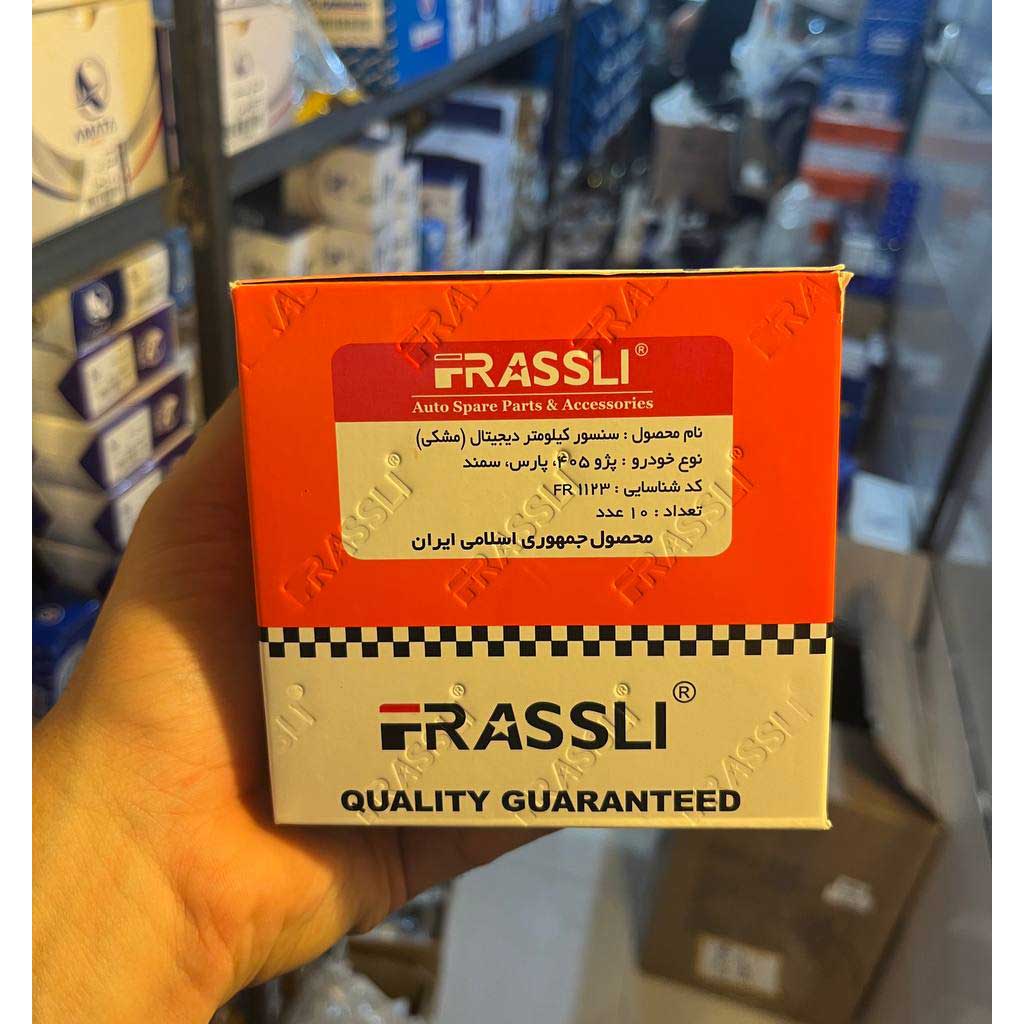 AMATA
FRASSLI®
Auto Spare Parts & Accessories
نام محصول : سنسور کیلومتر دیجیتال (مشکی)
نوع خودرو : پژو ۴۰۵، پارس، سمند
کد شناسایی : FR ۱۱۲۳
تعداد : ۱۰ عدد
محصول جمهوری اسلامی ایران
FRASSLI®
QUALITY GUARANTEED